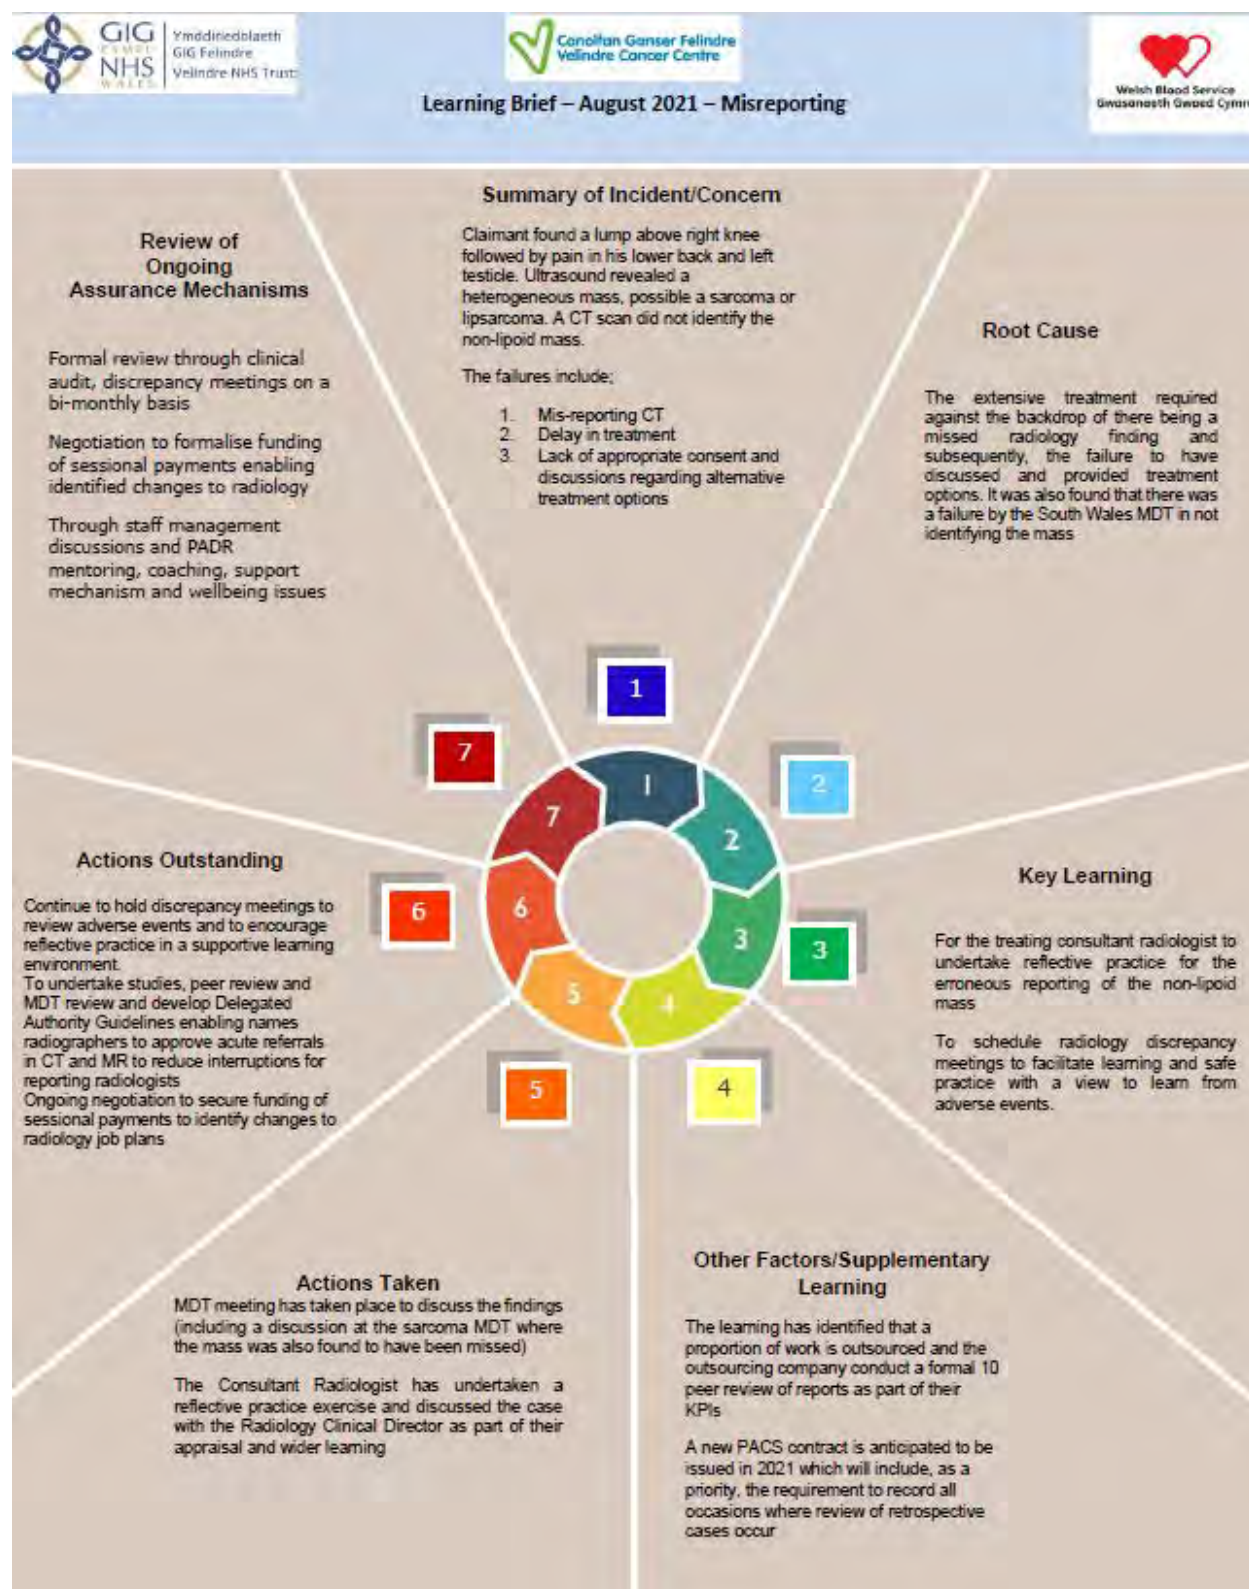 GIG
CYMRU
NHS
WALES
Ymddiriedolaeth
GIG Felindre
Velindre NHS Trust
Canolfan Ganser Felindre
Velindre Cancer Centre
Learning Brief – August 2021 – Misreporting
Welsh Blood Service
Gwasanaeth Gwaed Cymru
Summary of Incident/Concern
Claimant found a lump above right knee
followed by pain in his lower back and left
testicle. Ultrasound revealed a
heterogeneous mass, possible a sarcoma or
lipsarcoma. A CT scan did not identify the
non-lipoid mass.
The failures include;
1. Mis-reporting CT
2. Delay in treatment
3. Lack of appropriate consent and
discussions regarding alternative
treatment options
Root Cause
The extensive treatment required
against the backdrop of there being a
missed radiology finding and
subsequently, the failure to have
discussed and provided treatment
options. It was also found that there was
a failure by the South Wales MDT in not
identifying the mass
Key Learning
For the treating consultant radiologist to
undertake reflective practice for the
erroneous reporting of the non-lipoid
mass
To schedule radiology discrepancy
meetings to facilitate learning and safe
practice with a view to learn from
adverse events.
Other Factors/Supplementary
Learning
The learning has identified that a
proportion of work is outsourced and the
outsourcing company conduct a formal 10
peer review of reports as part of their
KPIs
A new PACS contract is anticipated to be
issued in 2021 which will include, as a
priority, the requirement to record all
occasions where review of retrospective
cases occur
Actions Taken
MDT meeting has taken place to discuss the findings
(including a discussion at the sarcoma MDT where
the mass was also found to have been missed)
The Consultant Radiologist has undertaken a
reflective practice exercise and discussed the case
with the Radiology Clinical Director as part of their
appraisal and wider learning
Actions Outstanding
Continue to hold discrepancy meetings to
review adverse events and to encourage
reflective practice in a supportive learning
environment.
To undertake studies, peer review and
MDT review and develop Delegated
Authority Guidelines enabling names
radiographers to approve acute referrals
in CT and MR to reduce interruptions for
reporting radiologists
Ongoing negotiation to secure funding of
sessional payments to identify changes to
radiology job plans
Review of
Ongoing
Assurance Mechanisms
Formal review through clinical
audit, discrepancy meetings on a
bi-monthly basis
Negotiation to formalise funding
of sessional payments enabling
identified changes to radiology
Through staff management
discussions and PADR
mentoring, coaching, support
mechanism and wellbeing issues
1
2
3
4
5
6
7
1
2
3
4
5
6
7